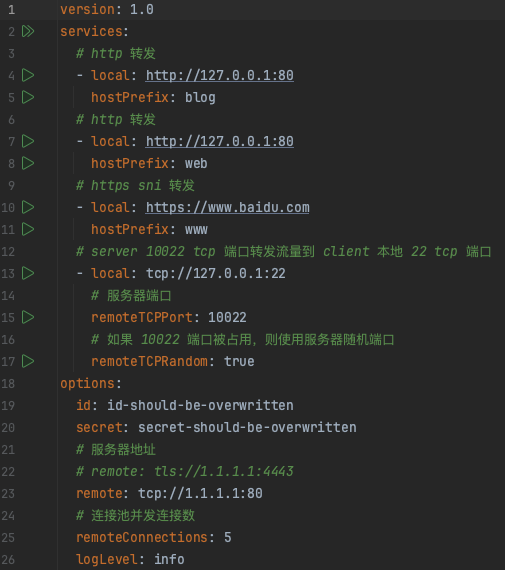 1 version: 1.0
2 services:
3 # http 转发
4 - local: http://127.0.0.1:80
5 hostPrefix: blog
6 # http 转发
7 - local: http://127.0.0.1:80
8 hostPrefix: web
9 # https sni 转发
10 - local: https://www.baidu.com
11 hostPrefix: www
12 # server 10022 tcp 端口转发流量到 client 本地 22 tcp 端口
13 - local: tcp://127.0.0.1:22
14 # 服务器端口
15 remoteTCPPort: 10022
16 # 如果 10022 端口被占用，则使用服务器随机端口
17 remoteTCPRandom: true
18 options:
19 id: id-should-be-overwritten
20 secret: secret-should-be-overwritten
21 # 服务器地址
22 # remote: tls://1.1.1.1:4443
23 remote: tcp://1.1.1.1:80
24 # 连接池并发连接数
25 remoteConnections: 5
26 logLevel: info